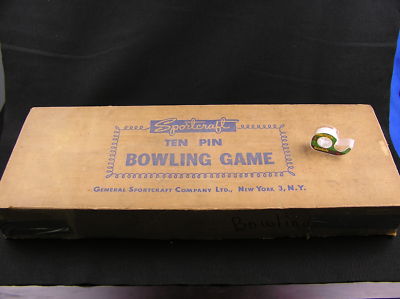 Sportcraft
TEN PIN
BOWLING GAME
GENERAL SPORTCRAFT COMPANY LTD., NEW YORK 3, N.Y.
Bowling